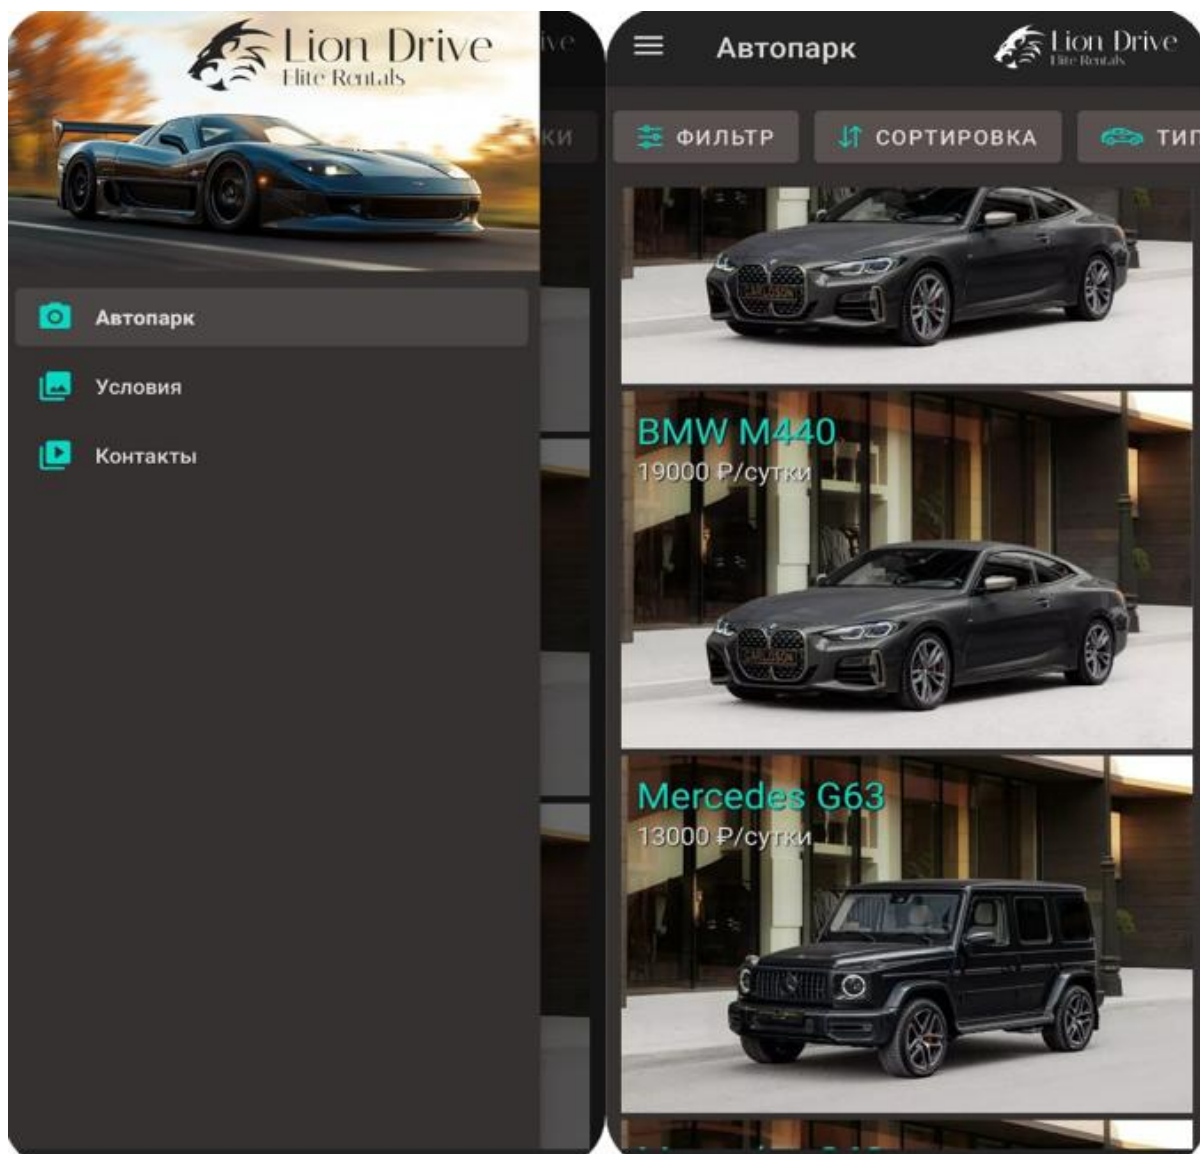 Lion Drive
Elite Rentals
Автопарк
Условия
Контакты
Автопарк
Lion Drive
Elite Rentals
ФИЛЬТР
СОРТИРОВКА
ТИП
BMW M440
19000 ₽/сутки
Mercedes G63
13000 ₽/сутки